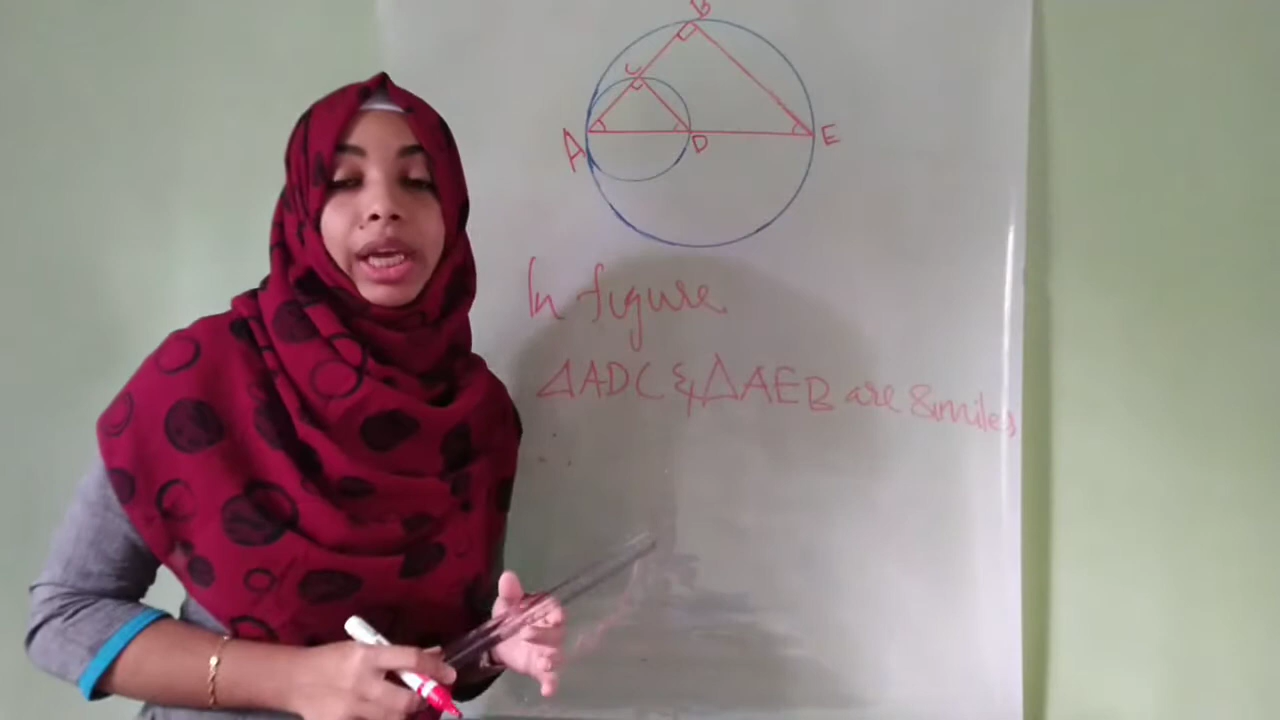 B
C
A D E
In figure
△ADC & △AEB are Similes